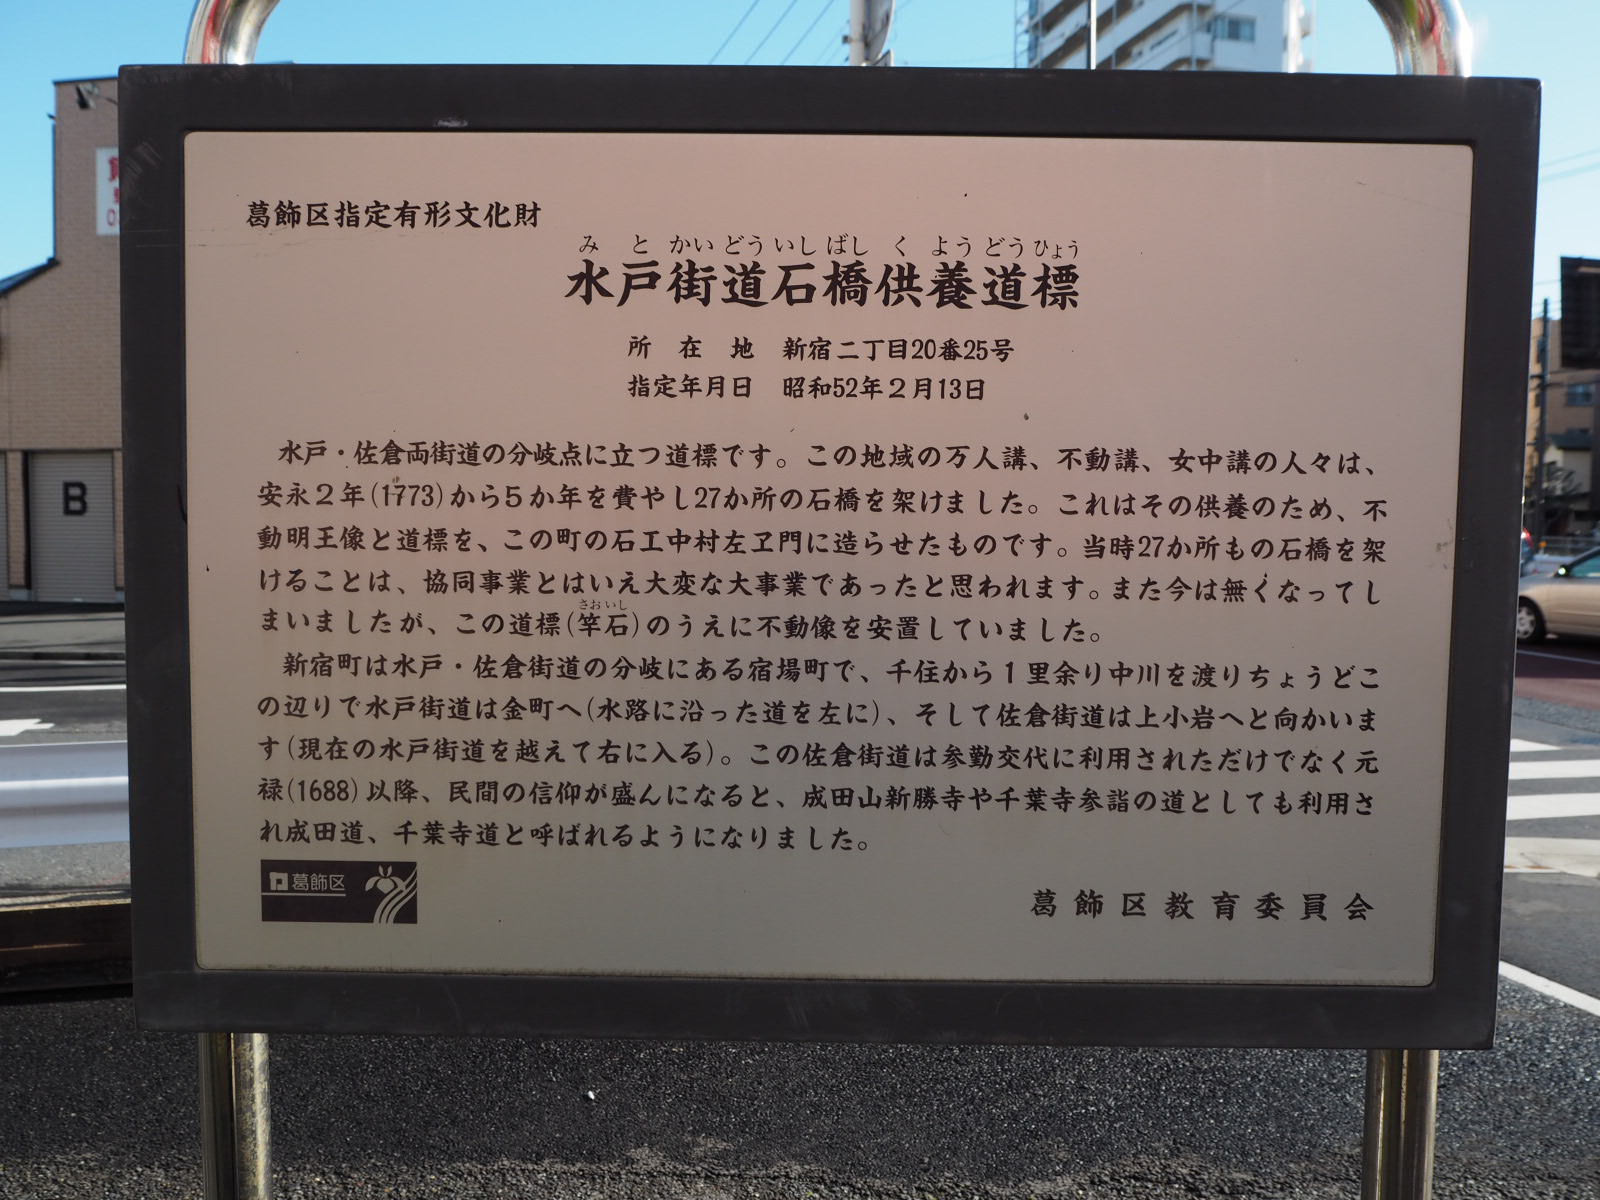 葛飾区指定有形文化財
みとかいどういしばしくようどうひょう
水戸街道石橋供養道標
所在地 新宿二丁目20番25号
指定年月日 昭和52年2月13日
水戸・佐倉両街道の分岐点に立つ道標です。この地域の万人講、不動講、女中講の人々は、
安永2年(1773)から5か年を費やし27か所の石橋を架けました。これはその供養のため、不
動明王像と道標を、この町の石工中村左ヱ門に造らせたものです。当時27か所もの石橋を架
けることは、協同事業とはいえ大変な大事業であったと思われます。また今は無くなってし
さおいし
まいましたが、この道標(竿石)のうえに不動像を安置していました。
新宿町は水戸・佐倉街道の分岐にある宿場町で、千住から1里余り中川を渡りちょうどこ
の辺りで水戸街道は金町へ(水路に沿った道を左に)、そして佐倉街道は上小岩へと向かいま
す(現在の水戸街道を越えて右に入る)。この佐倉街道は参勤交代に利用されただけでなく元
禄(1688)以降、民間の信仰が盛んになると、成田山新勝寺や千葉寺参詣の道としても利用さ
れ成田道、千葉寺道と呼ばれるようになりました。
葛飾区
葛飾区教育委員会
B